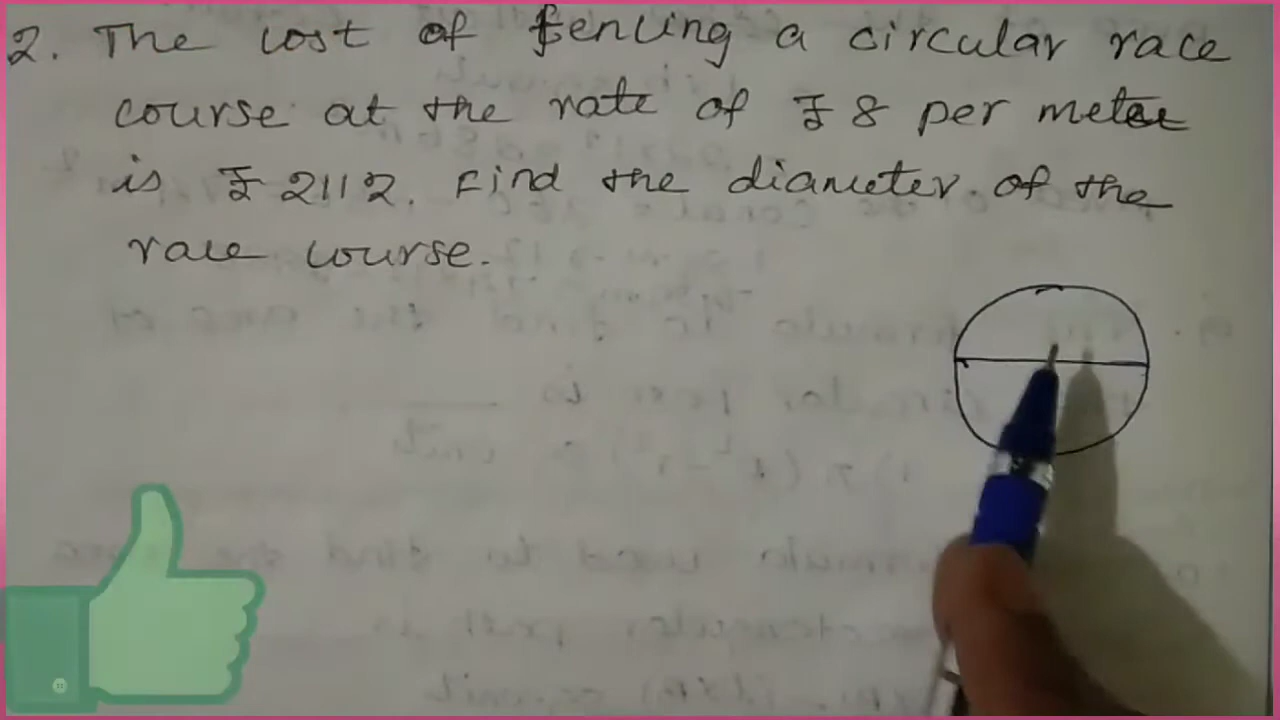 2. The cost of fencing a circular race
course at the rate of ₹ 8 per meter
is ₹ 2112. Find the diameter of the
race course.